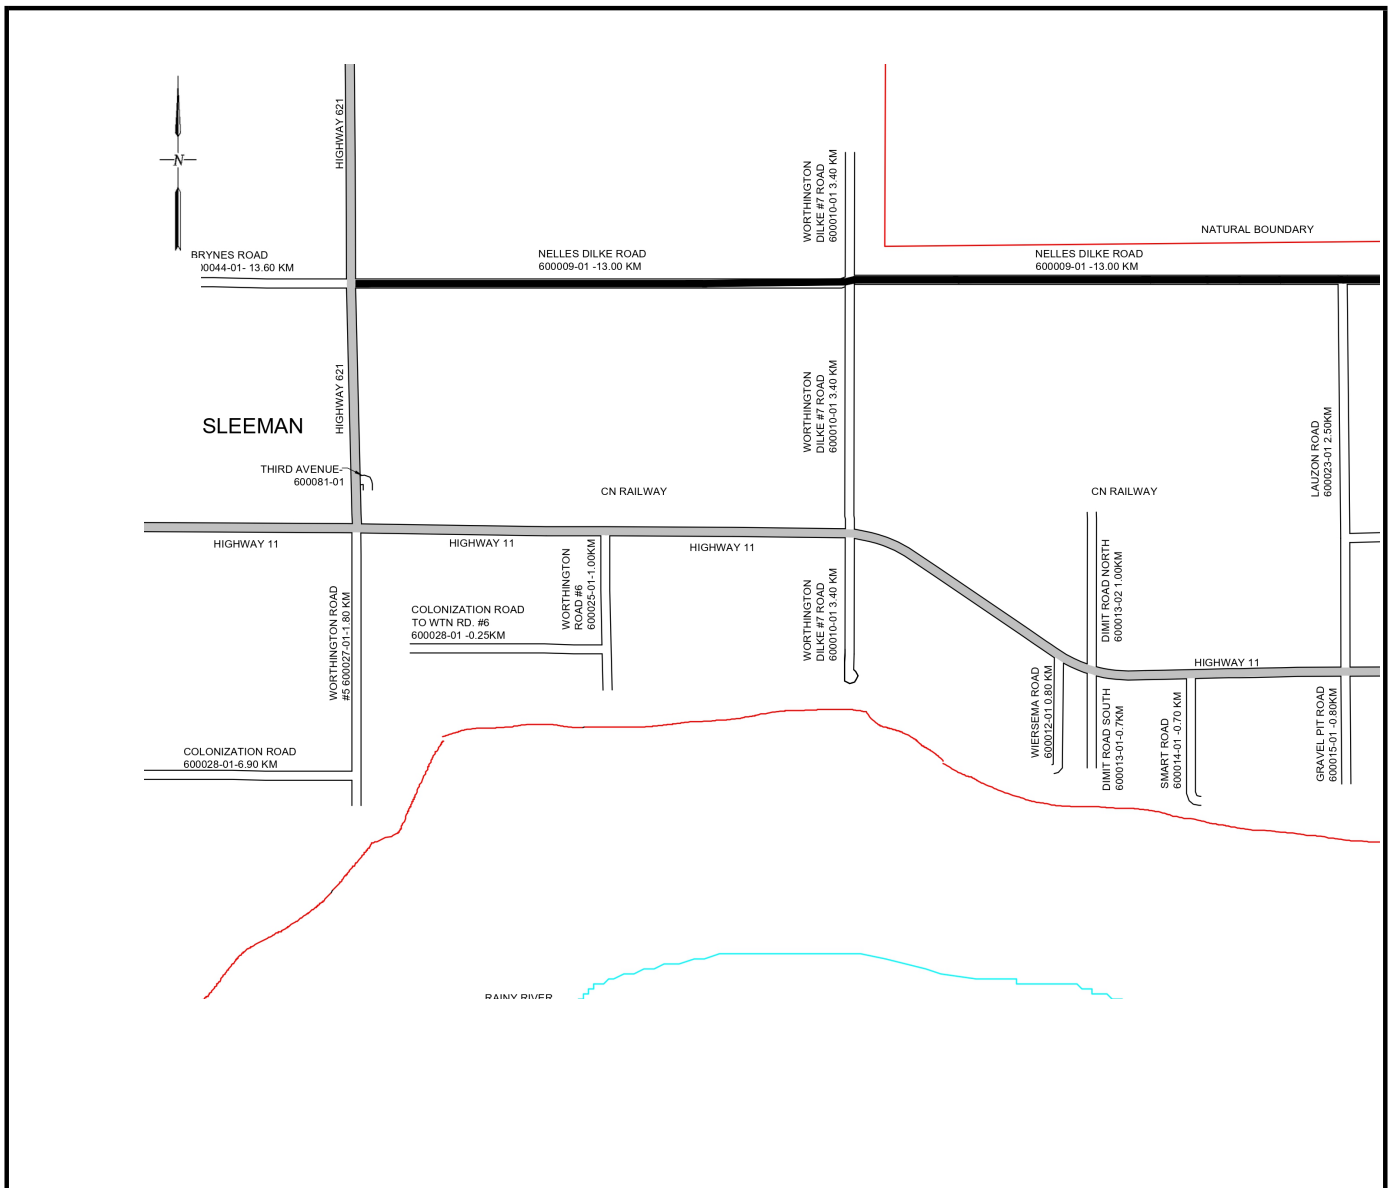 HIGHWAY 621
N
WORTHINGTON
DILKE #7 ROAD
600010-01 3.40 KM
NATURAL BOUNDARY
BRYNES ROAD
00044-01- 13.60 KM
NELLES DILKE ROAD
600009-01 -13.00 KM
NELLES DILKE ROAD
600009-01 -13.00 KM
HIGHWAY 621
SLEEMAN
WORTHINGTON
DILKE #7 ROAD
600010-01 3.40 KM
LAUZON ROAD
600023-01 2.50KM
THIRD AVENUE-
600081-01
CN RAILWAY
CN RAILWAY
HIGHWAY 11
HIGHWAY 11
HIGHWAY 11
WORTHINGTON
ROAD #6
600025-01-1.00KM
DIMIT ROAD NORTH
600013-02 1.00KM
WORTHINGTON ROAD
#5 600027-01-1.80 KM
COLONIZATION ROAD
TO WTN RD. #6
600028-01 -0.25KM
WORTHINGTON
DILKE #7 ROAD
600010-01 3.40 KM
HIGHWAY 11
WIERSEMA ROAD
600012-01 0.80 KM
DIMIT ROAD SOUTH
600013-01-0.7KM
SMART ROAD
600014-01 -0.70 KM
GRAVEL PIT ROAD
600015-01 -0.80KM
COLONIZATION ROAD
600028-01-6.90 KM
RAINY RIVER